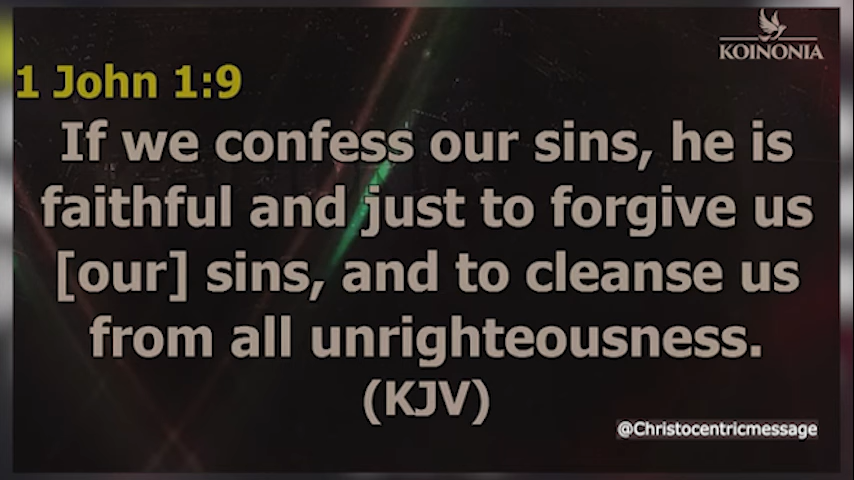 KOINONIA
1 John 1:9
If we confess our sins, he is
faithful and just to forgive us
[our] sins, and to cleanse us
from all unrighteousness.
(KJV)
@Christocentricmessage